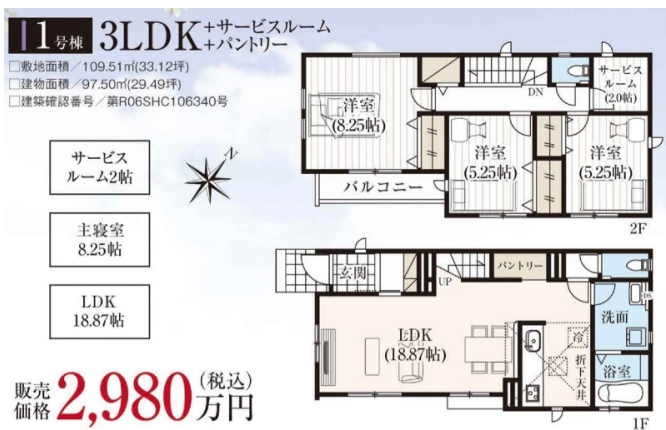 1号棟 3LDK +サービスルーム
+パントリー
□敷地面積／109.51㎡(33.12坪)
□建物面積／97.50㎡(29.49坪)
□建築確認番号／第R06SHC106340号
サービス
ルーム2帖
主寝室
8.25帖
LDK
18.87帖
N
販売
価格
2,980万円
(税込)
洋室
(8.25帖)
DN
サービス
ルーム
(2.0帖)
洋室
(5.25帖)
洋室
(5.25帖)
バルコニー
2F
玄関
UP
パントリー
DS
洗面
LDK
(18.87帖)
冷
折下天井
浴室
1F